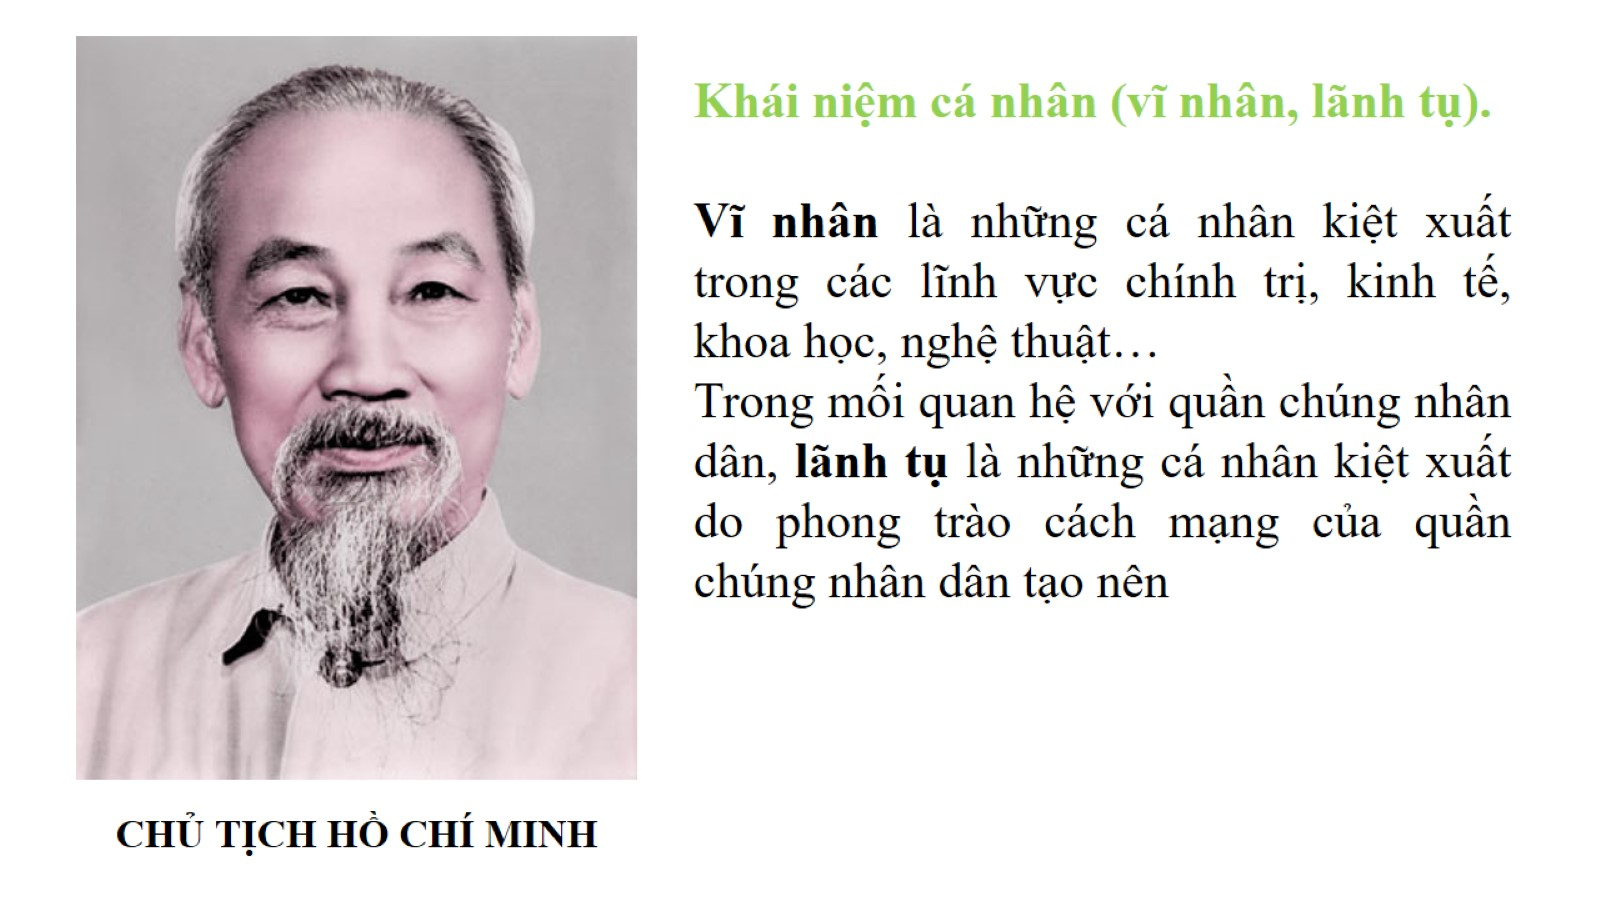 Khái niệm cá nhân (vĩ nhân, lãnh tụ).
Vĩ nhân là những cá nhân kiệt xuất
trong các lĩnh vực chính trị, kinh tế,
khoa học, nghệ thuật…
Trong mối quan hệ với quần chúng nhân
dân, lãnh tụ là những cá nhân kiệt xuất
do phong trào cách mạng của quần
chúng nhân dân tạo nên
CHỦ TỊCH HỒ CHÍ MINH